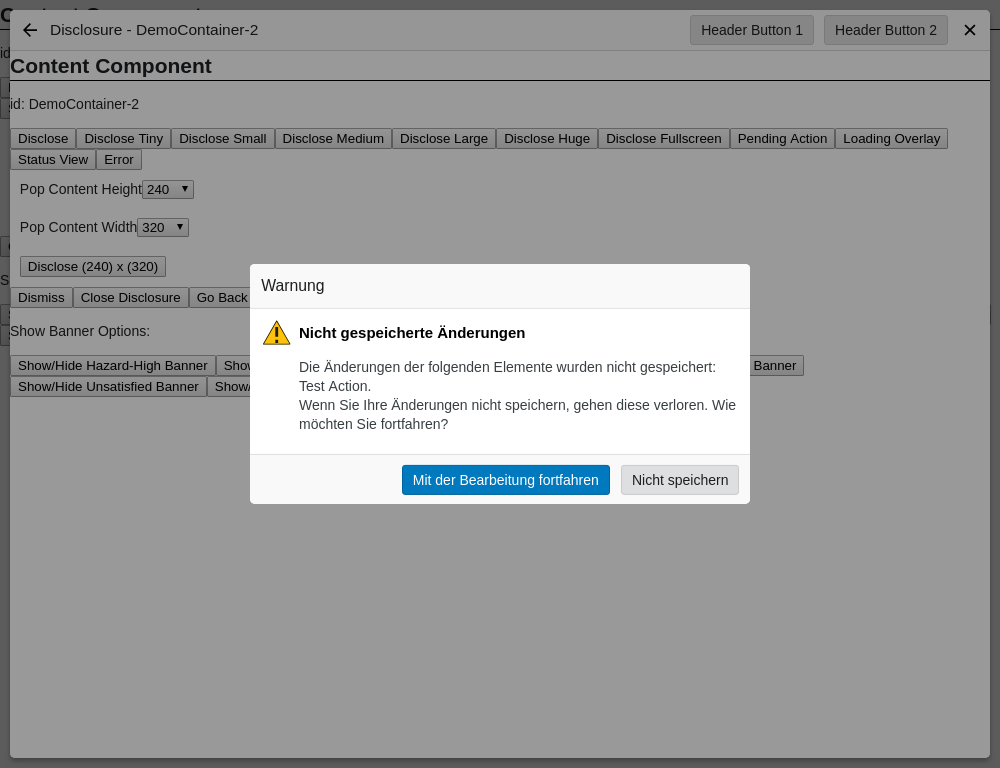 Disclosure - DemoContainer-2
Header Button 1
Header Button 2
Content Component
id: DemoContainer-2
Disclose
Disclose Tiny
Disclose Small
Disclose Medium
Disclose Large
Disclose Huge
Disclose Fullscreen
Pending Action
Loading Overlay
Status View
Error
Pop Content Height 240
Pop Content Width 320
Disclose (240) x (320)
Dismiss
Close Disclosure
Go Back
Show Banner Options:
Show/Hide Hazard-High Banner
Banner
Show/Hide Unsatisfied Banner
Warnung
Nicht gespeicherte Änderungen
Die Änderungen der folgenden Elemente wurden nicht gespeichert:
Test Action.
Wenn Sie Ihre Änderungen nicht speichern, gehen diese verloren. Wie
möchten Sie fortfahren?
Mit der Bearbeitung fortfahren
Nicht speichern